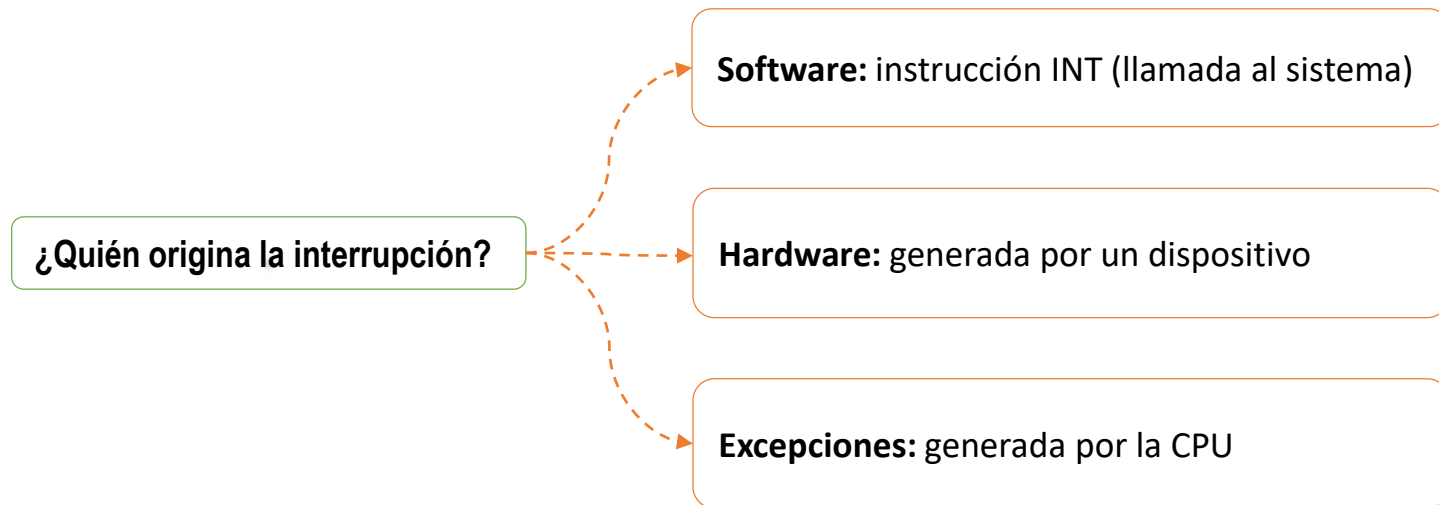 Software: instrucción INT (llamada al sistema)
¿Quién origina la interrupción?
Hardware: generada por un dispositivo
Excepciones: generada por la CPU